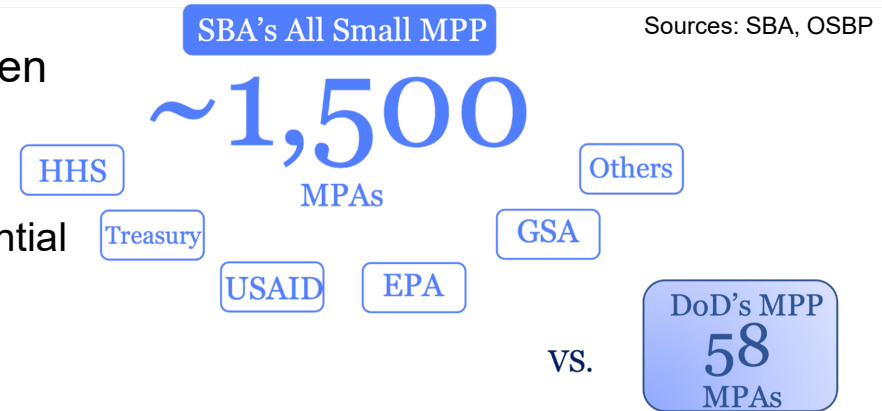 SBA's All Small MPP
Sources: SBA, OSBP
en
~1,500
MPAs
HHS
Others
ntial
Treasury
GSA
USAID
EPA
vs.
DoD's MPP
58
MPAs